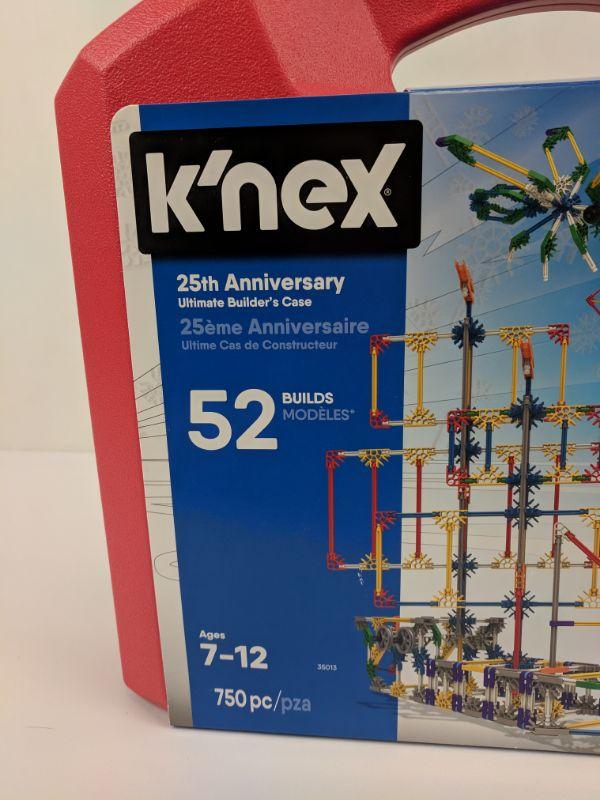 k'nex®
25th Anniversary
Ultimate Builder's Case
25ème Anniversaire
Ultime Cas de Constructeur
52 BUILDS
MODÈLES*
Ages
7-12
35013
750 pc/pza